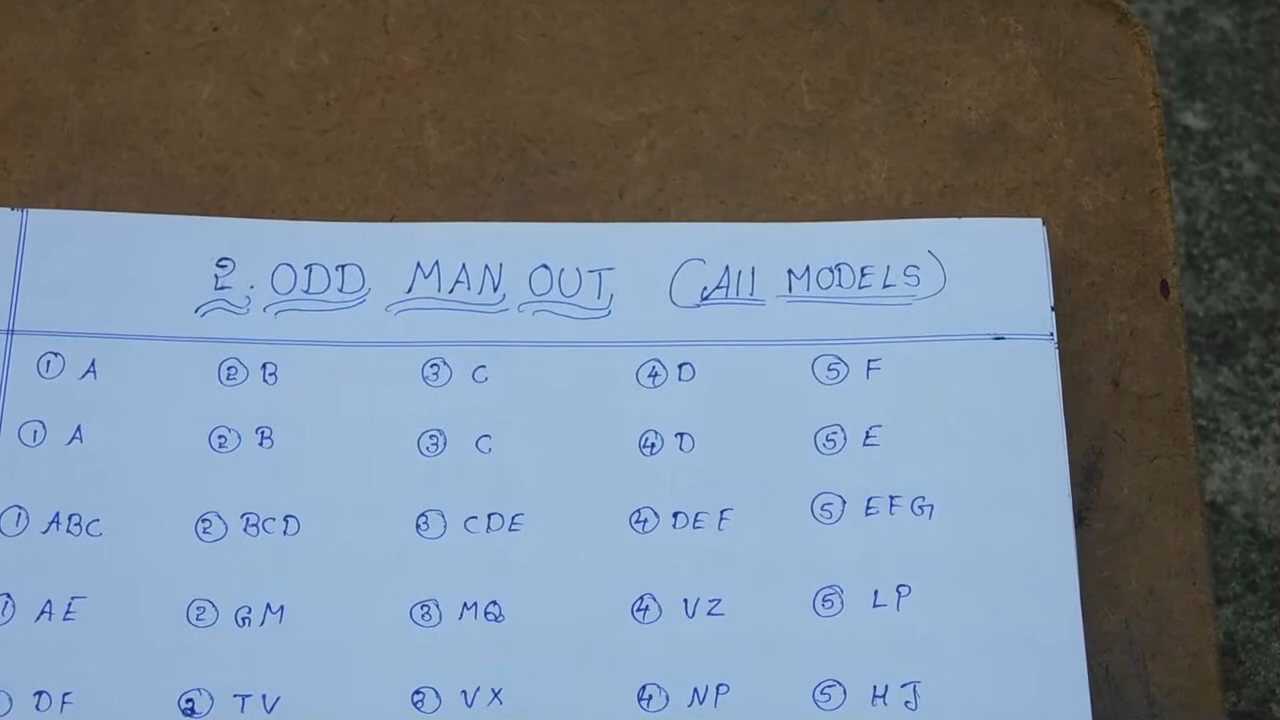 2. ODD MAN OUT (All MODELS)
① A ② B ③ C ④ D ⑤ F
① A ② B ③ C ④ D ⑤ E
① ABC ② BCD ③ CDE ④ DEF ⑤ EFG
① AE ② GM ③ MQ ④ VZ ⑤ LP
① DF ② TV ③ VX ④ NP ⑤ HJ